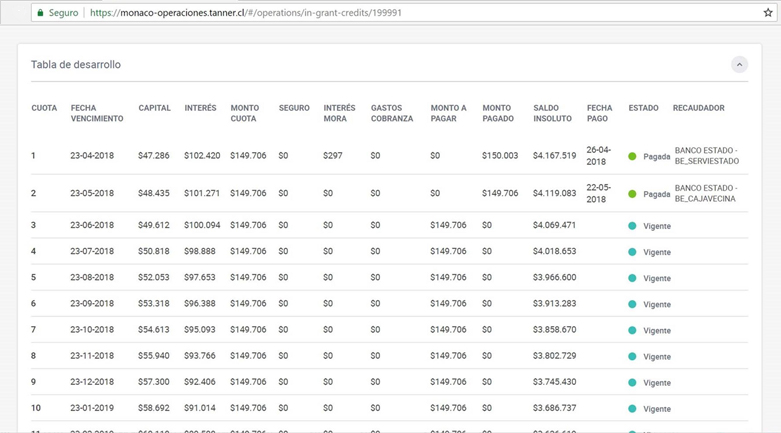 Seguro | https://monaco-operaciones.tanner.cl/#/operations/in-grant-credits/199991
Tabla de desarrollo
CUOTA FECHA VENCIMIENTO CAPITAL INTERÉS MONTO CUOTA SEGURO INTERÉS MORA GASTOS COBRANZA MONTO A PAGAR MONTO PAGADO SALDO INSOLUTO FECHA PAGO ESTADO RECAUDADOR
1 23-04-2018 $47.286 $102.420 $149.706 $0 $297 $0 $0 $150.003 $4.167.519 26-04-2018 Pagada BANCO ESTADO - BE_SERVIESTADO
2 23-05-2018 $48.435 $101.271 $149.706 $0 $0 $0 $0 $149.706 $4.119.083 22-05-2018 Pagada BANCO ESTADO - BE_CAJAVECINA
3 23-06-2018 $49.612 $100.094 $149.706 $0 $0 $0 $149.706 $0 $4.069.471 Vigente
4 23-07-2018 $50.818 $98.888 $149.706 $0 $0 $0 $149.706 $0 $4.018.653 Vigente
5 23-08-2018 $52.053 $97.653 $149.706 $0 $0 $0 $149.706 $0 $3.966.600 Vigente
6 23-09-2018 $53.318 $96.388 $149.706 $0 $0 $0 $149.706 $0 $3.913.283 Vigente
7 23-10-2018 $54.613 $95.093 $149.706 $0 $0 $0 $149.706 $0 $3.858.670 Vigente
8 23-11-2018 $55.940 $93.766 $149.706 $0 $0 $0 $149.706 $0 $3.802.729 Vigente
9 23-12-2018 $57.300 $92.406 $149.706 $0 $0 $0 $149.706 $0 $3.745.430 Vigente
10 23-01-2019 $58.692 $91.014 $149.706 $0 $0 $0 $149.706 $0 $3.686.737 Vigente